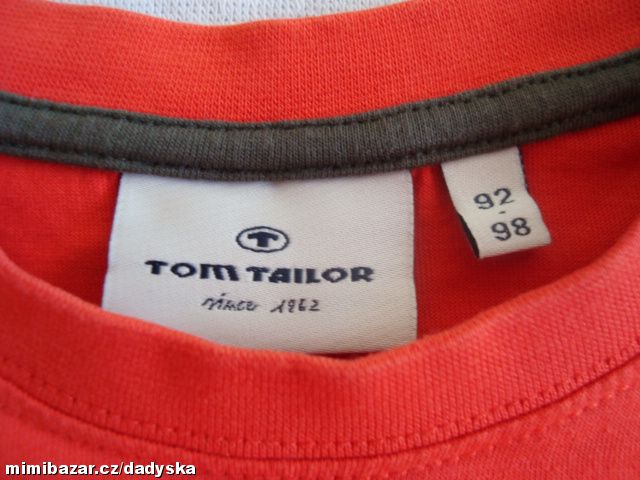 T
TOM TAILOR
since 1962
92
-
98
mimibazar.cz/dadyska